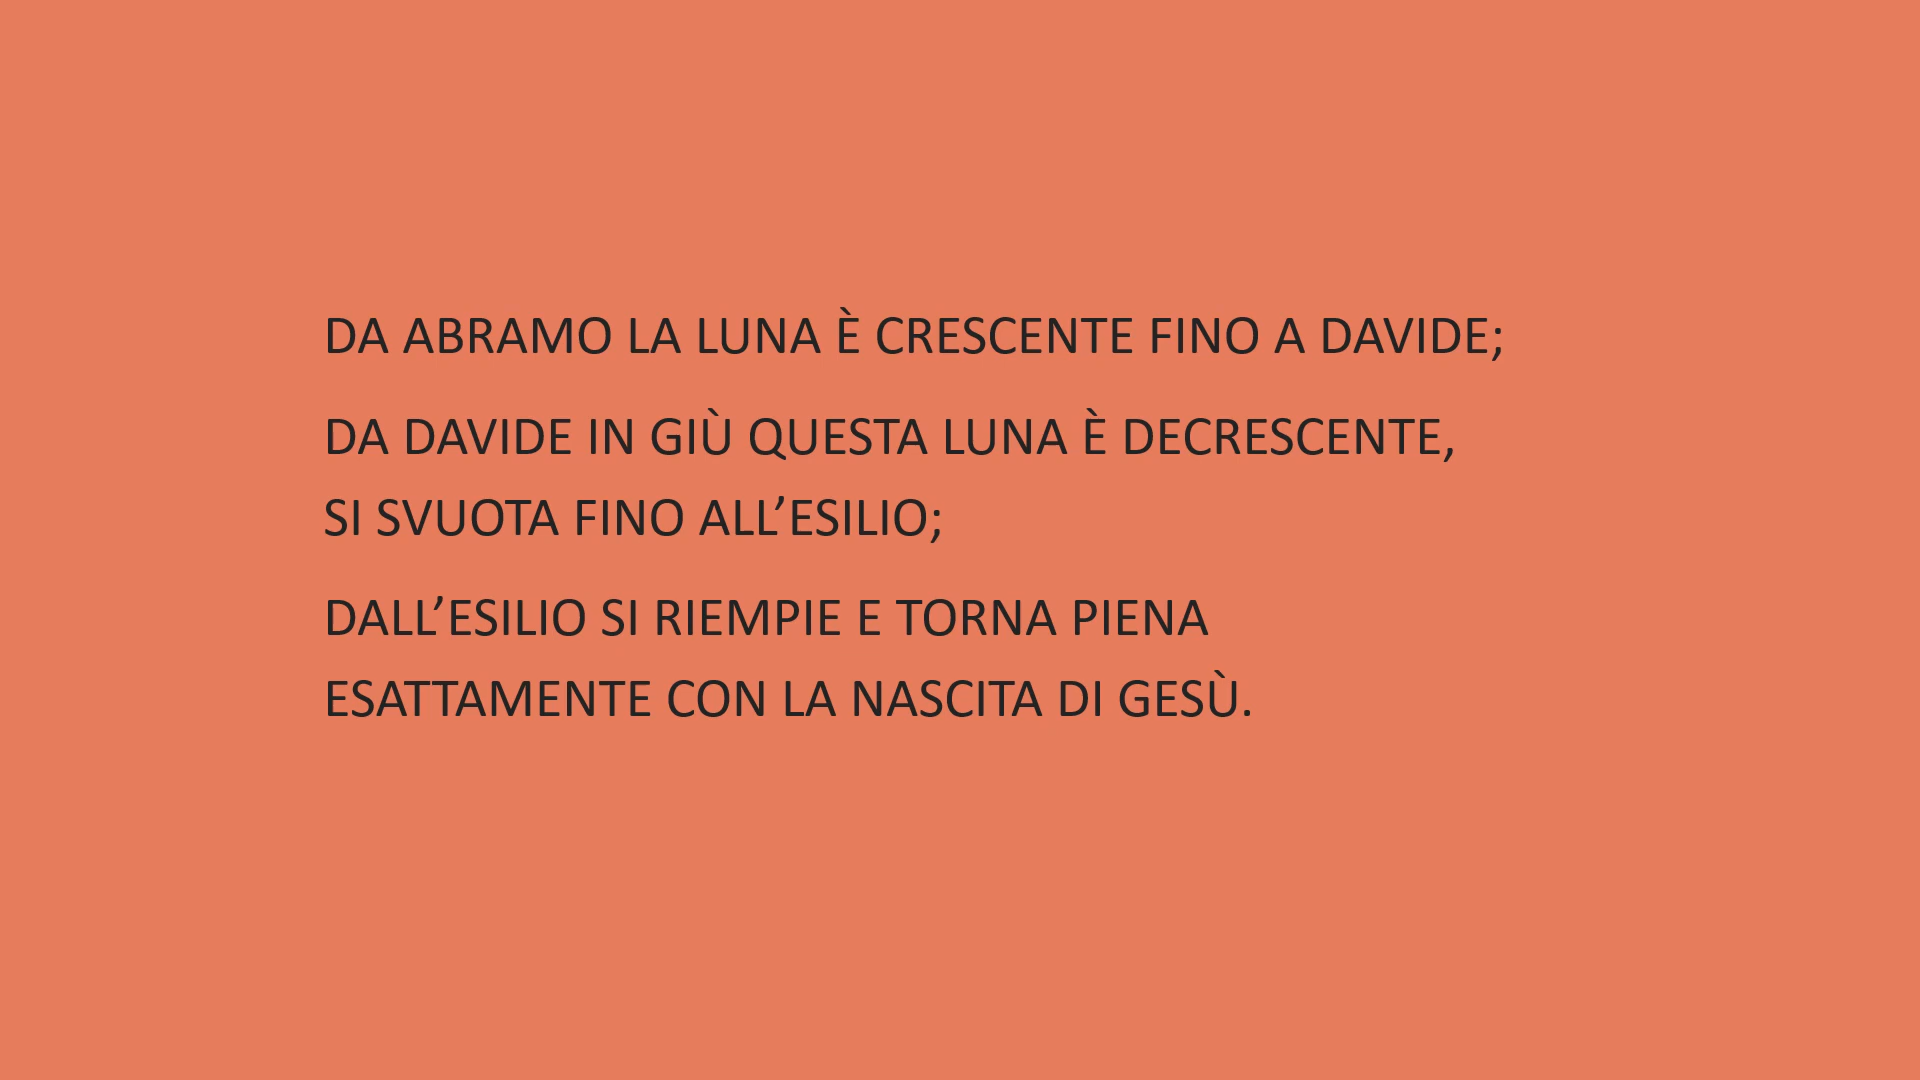 DA ABRAMO LA LUNA È CRESCENTE FINO A DAVIDE;
DA DAVIDE IN GIÙ QUESTA LUNA È DECRESCENTE,
SI SVUOTA FINO ALL’ESILIO;
DALL’ESILIO SI RIEMPIE E TORNA PIENA
ESATTAMENTE CON LA NASCITA DI GESÙ.